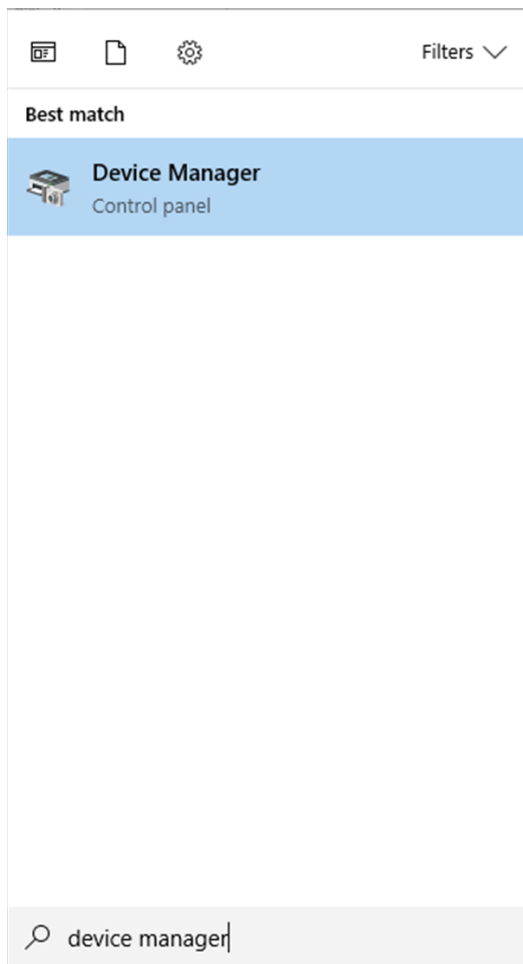 Filters
Best match
Device Manager
Control panel
device manager